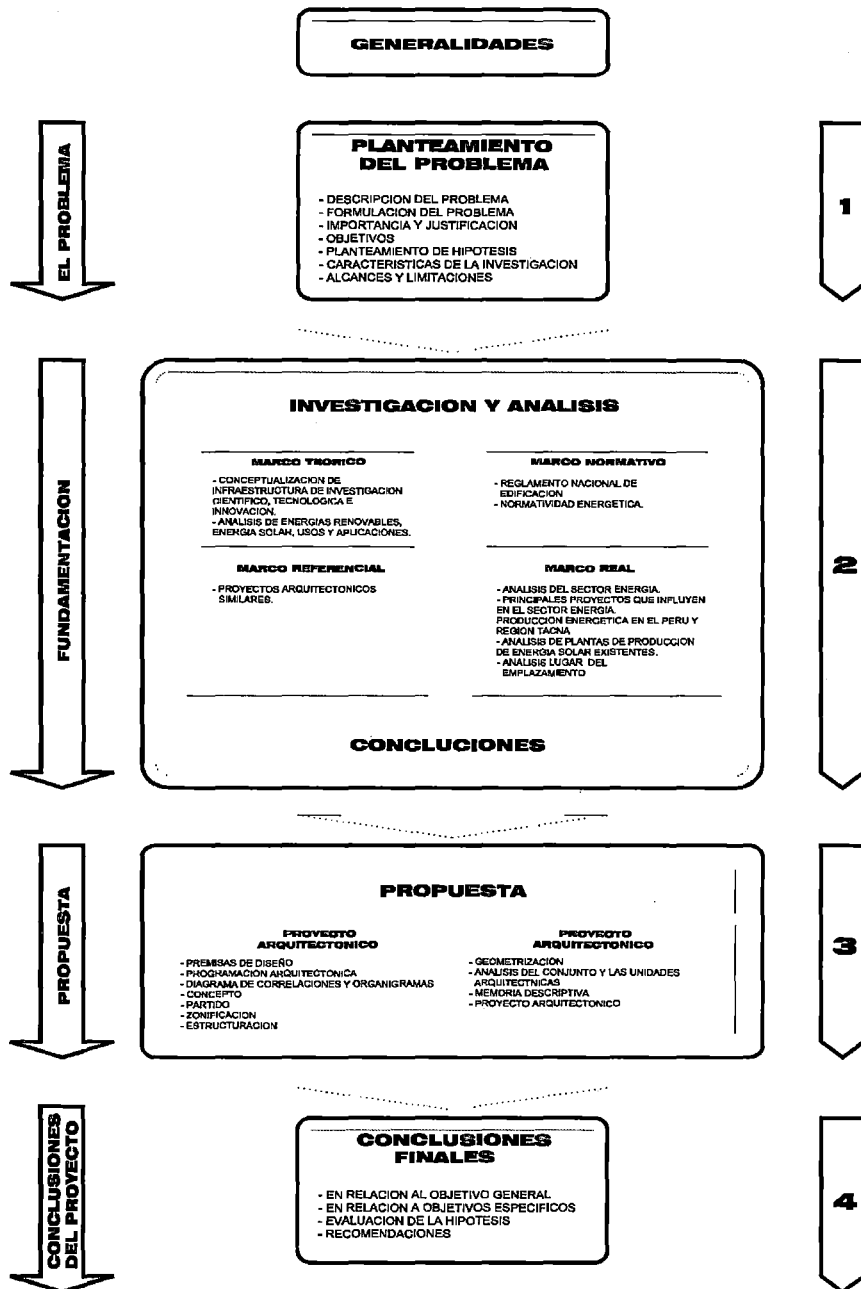 GENERALIDADES
EL PROBLEMA
PLANTEAMIENTO
DEL PROBLEMA
- DESCRIPCION DEL PROBLEMA
- FORMULACION DEL PROBLEMA
- IMPORTANCIA Y JUSTIFICACION
- OBJETIVOS
- PLANTEAMIENTO DE HIPOTESIS
- CARACTERISTICAS DE LA INVESTIGACION
- ALCANCES Y LIMITACIONES
1
FUNDAMENTACION
INVESTIGACION Y ANALISIS
MARCO TEORICO
- CONCEPTUALIZACION DE
INFRAESTRUCTURA DE INVESTIGACION
CIENTIFICO, TECNOLOGICA E
INNOVACION.
- ANALISIS DE ENERGIAS RENOVABLES,
ENERGIA SOLAR, USOS Y APLICACIONES.
MARCO NORMATIVO
- REGLAMENTO NACIONAL DE
EDIFICACION
- NORMATIVIDAD ENERGETICA.
MARCO REFERENCIAL
- PROYECTOS ARQUITECTONICOS
SIMILARES.
MARCO REAL
- ANALISIS DEL SECTOR ENERGIA.
- PRINCIPALES PROYECTOS QUE INFLUYEN
EN EL SECTOR ENERGIA.
PRODUCCION ENERGETICA EN EL PERU Y
REGION TACNA
- ANALISIS DE PLANTAS DE PRODUCCION
DE ENERGIA SOLAR EXISTENTES.
- ANALISIS LUGAR DEL
EMPLAZAMIENTO
CONCLUCIONES
2
PROPUESTA
PROPUESTA
PROYECTO
ARQUITECTONICO
- PREMISAS DE DISEÑO
- PROGRAMACION ARQUITECTONICA
- DIAGRAMA DE CORRELACIONES Y ORGANIGRAMAS
- CONCEPTO
- PARTIDO
- ZONIFICACION
- ESTRUCTURACION
PROYECTO
ARQUITECTONICO
- GEOMETRIZACIÓN
- ANALISIS DEL CONJUNTO Y LAS UNIDADES
ARQUITECTNICAS
- MEMORIA DESCRIPTIVA
- PROYECTO ARQUITECTONICO
3
CONCLUSIONES
DEL PROYECTO
CONCLUSIONES
FINALES
- EN RELACION AL OBJETIVO GENERAL
- EN RELACION A OBJETIVOS ESPECIFICOS
- EVALUACION DE LA HIPOTESIS
- RECOMENDACIONES
4